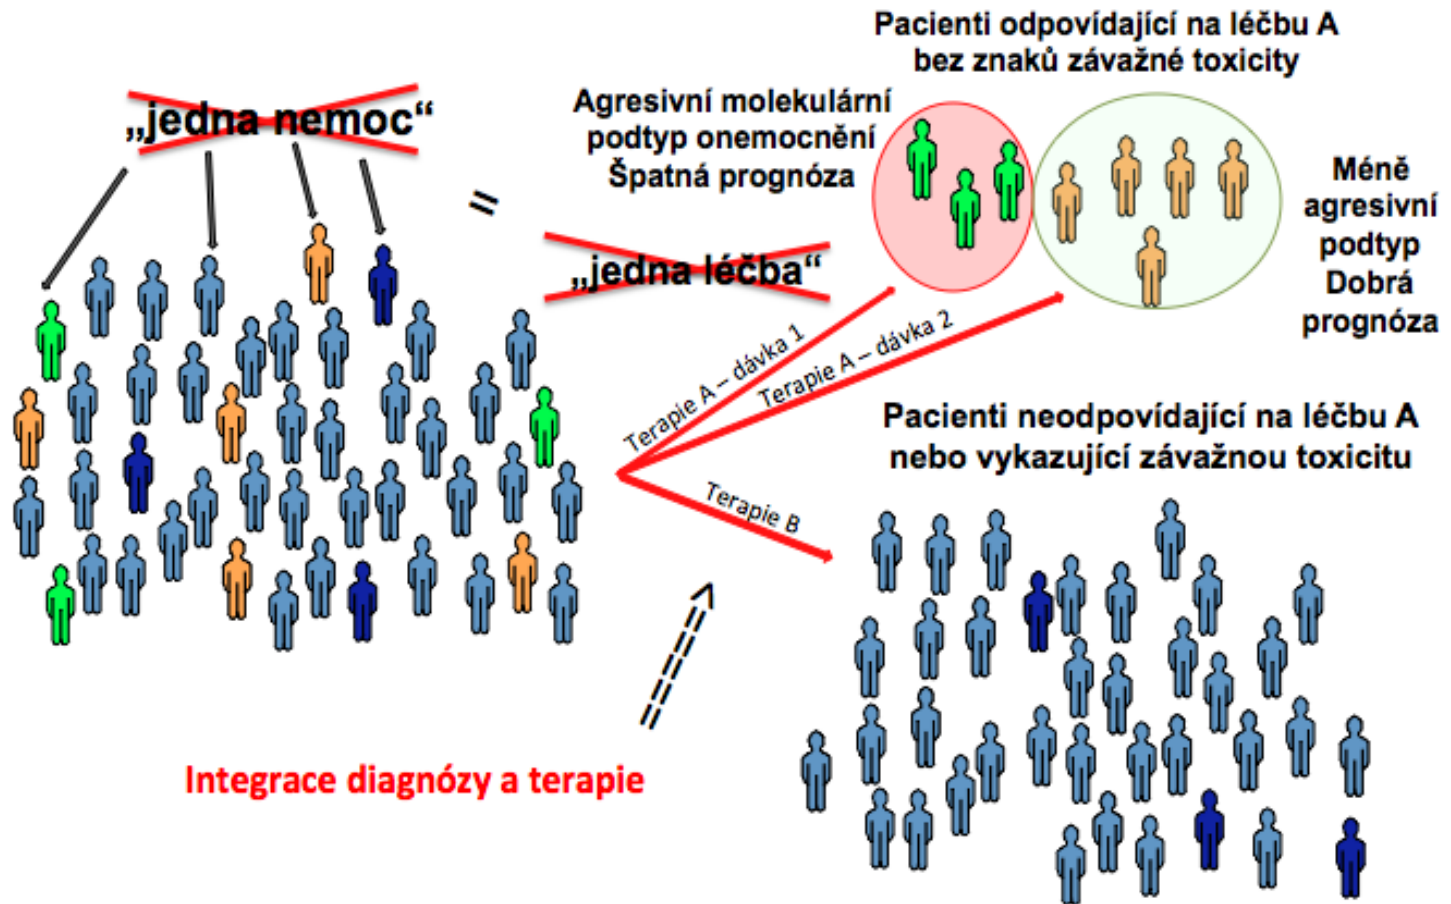 Pacienti odpovídající na léčbu A
bez znaků závažné toxicity
„jedna nemoc“
Agresivní molekulární
podtyp onemocnění
Špatná prognóza
Méně
agresivní
podtyp
Dobrá
prognóza
=
„jedna léčba“
Terapie A – dávka 1
Terapie A – dávka 2
Pacienti neodpovídající na léčbu A
nebo vykazující závažnou toxicitu
Terapie B
Integrace diagnózy a terapie